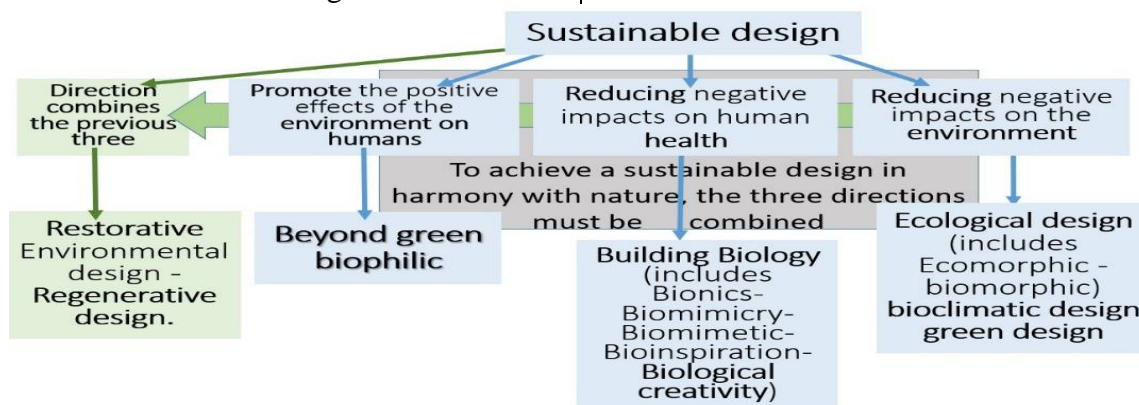 Sustainable design
Direction
combines
the previous
three
Promote the positive
effects of the
environment on
humans
Reducing negative
impacts on human
health
Reducing negative
impacts on the
environment
To achieve a sustainable design in
harmony with nature, the three directions
must be combined
Restorative
Environmental
design -
Regenerative
design.
Beyond green
biophilic
Building Biology
(includes
Bionics-
Biomimicry-
Biomimetic-
Bioinspiration-
Biological
creativity)
Ecological design
(includes
Ecomorphic -
biomorphic)
bioclimatic design
green design